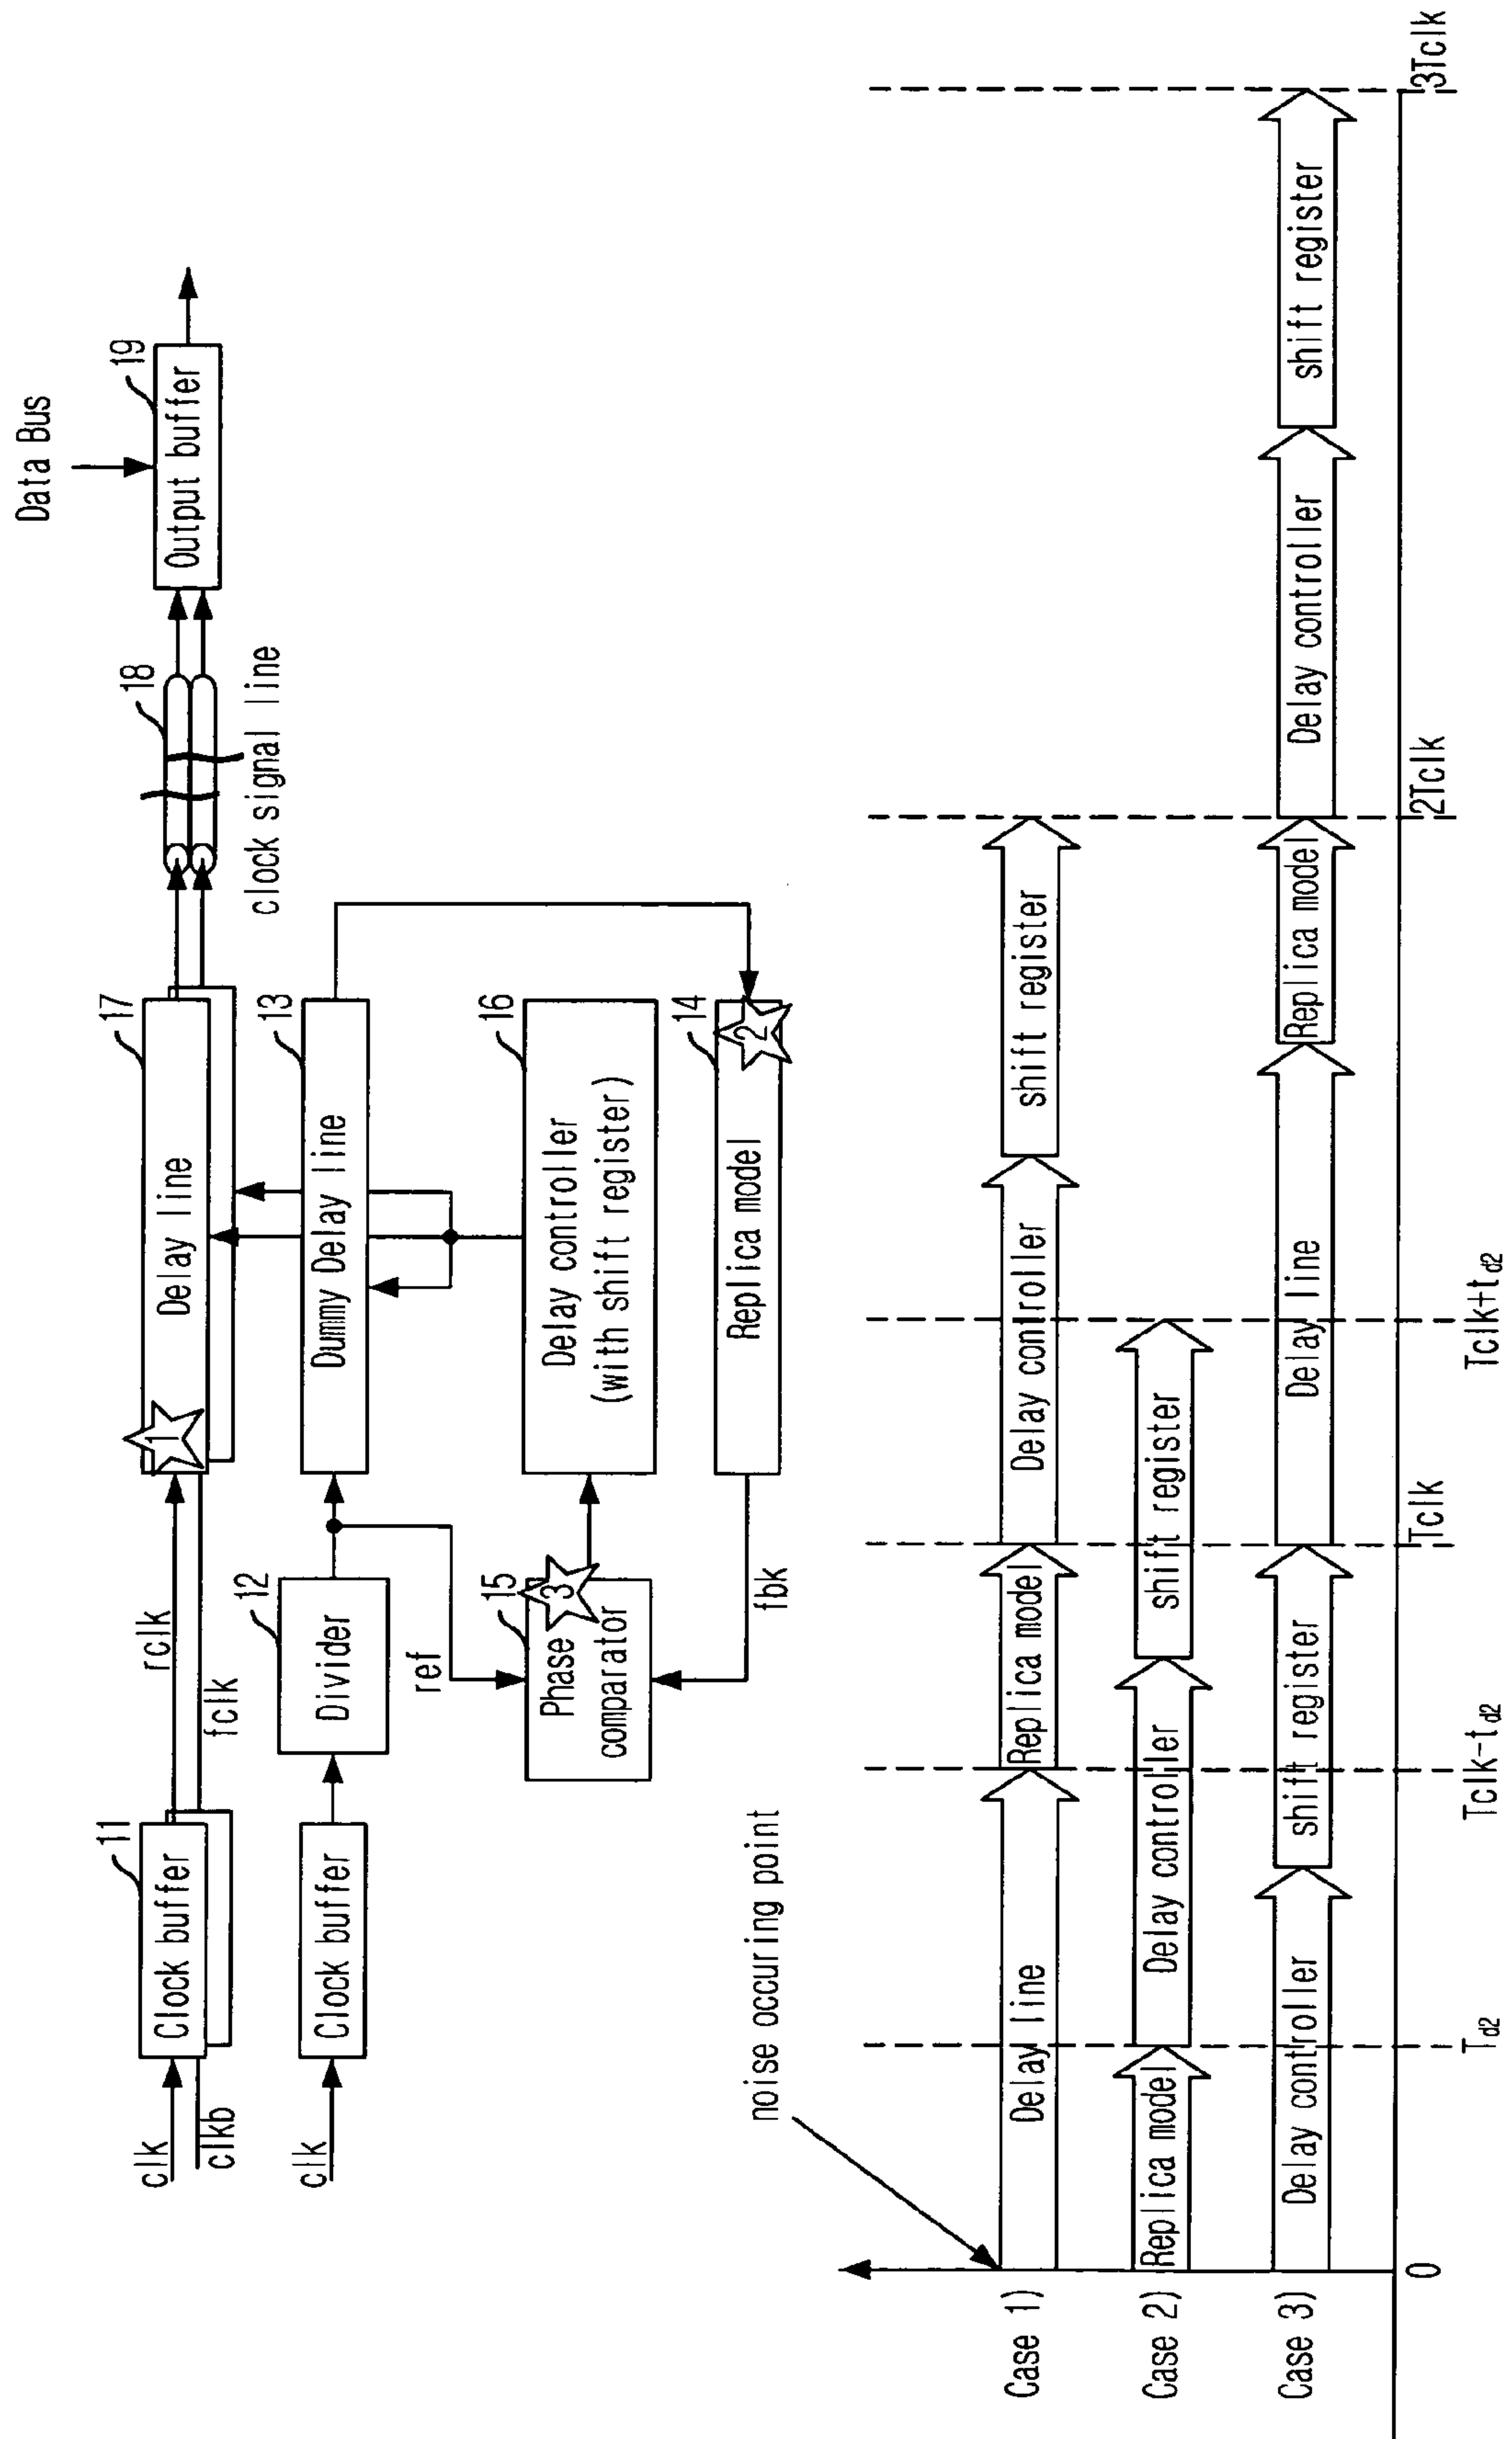 Data Bus
11
Clock buffer
clk
clkb
rclk
fclk
17
1
Delay line
18
clock signal line
19
Output buffer
clk
Clock buffer
12
Divider
ref
13
Dummy Delay line
15
Phase
comparator
3
16
Delay controller
(with shift register)
fbk
14
Replica model
2
noise occuring point
Case 1)
Delay line
Replica model
Delay controller
shift register
Case 2)
Replica model
Delay controller
shift register
Case 3)
Delay controller
shift register
Delay line
Replica model
Delay controller
shift register
0
Td2
Tclk-td2
Tclk
Tclk+td2
2Tclk
3Tclk